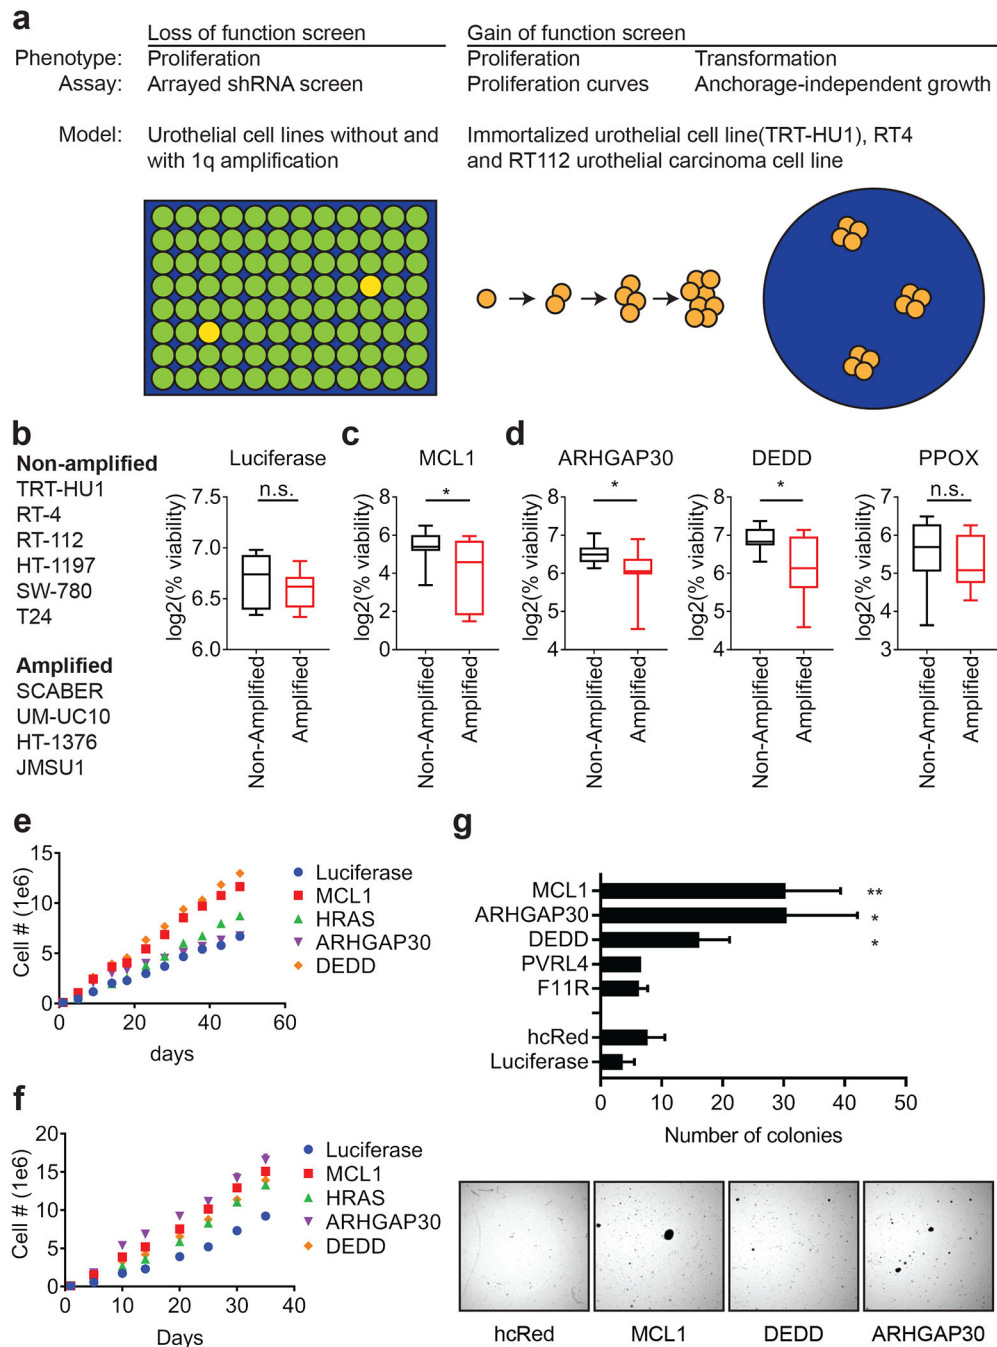 a
Loss of function screen
Gain of function screen
Phenotype: Proliferation Proliferation Transformation
Assay: Arrayed shRNA screen Proliferation curves Anchorage-independent growth
Model: Urothelial cell lines without and with 1q amplification
Immortalized urothelial cell line(TRT-HU1), RT4 and RT112 urothelial carcinoma cell line
b
Non-amplified
TRT-HU1
RT-4
RT-112
HT-1197
SW-780
T24
Amplified
SCABER
UM-UC10
HT-1376
JMSU1
Luciferase
n.s.
log2(% viability)
7.5
7.0
6.5
6.0
Non-Amplified
Amplified
c
MCL1
*
log2(% viability)
8
6
4
2
0
Non-Amplified
Amplified
d
ARHGAP30
*
log2(% viability)
8
6
4
Non-Amplified
Amplified
DEDD
*
log2(% viability)
8
7
6
5
4
Non-Amplified
Amplified
PPOX
n.s.
log2(% viability)
7
6
5
4
3
Non-Amplified
Amplified
e
Cell # (1e6)
15
10
5
0
0 20 40 60
days
Luciferase
MCL1
HRAS
ARHGAP30
DEDD
f
Cell # (1e6)
20
15
10
5
0
0 10 20 30 40
Days
Luciferase
MCL1
HRAS
ARHGAP30
DEDD
g
MCL1 **
ARHGAP30 *
DEDD *
PVRL4
F11R
hcRed
Luciferase
0 10 20 30 40 50
Number of colonies
hcRed MCL1 DEDD ARHGAP30